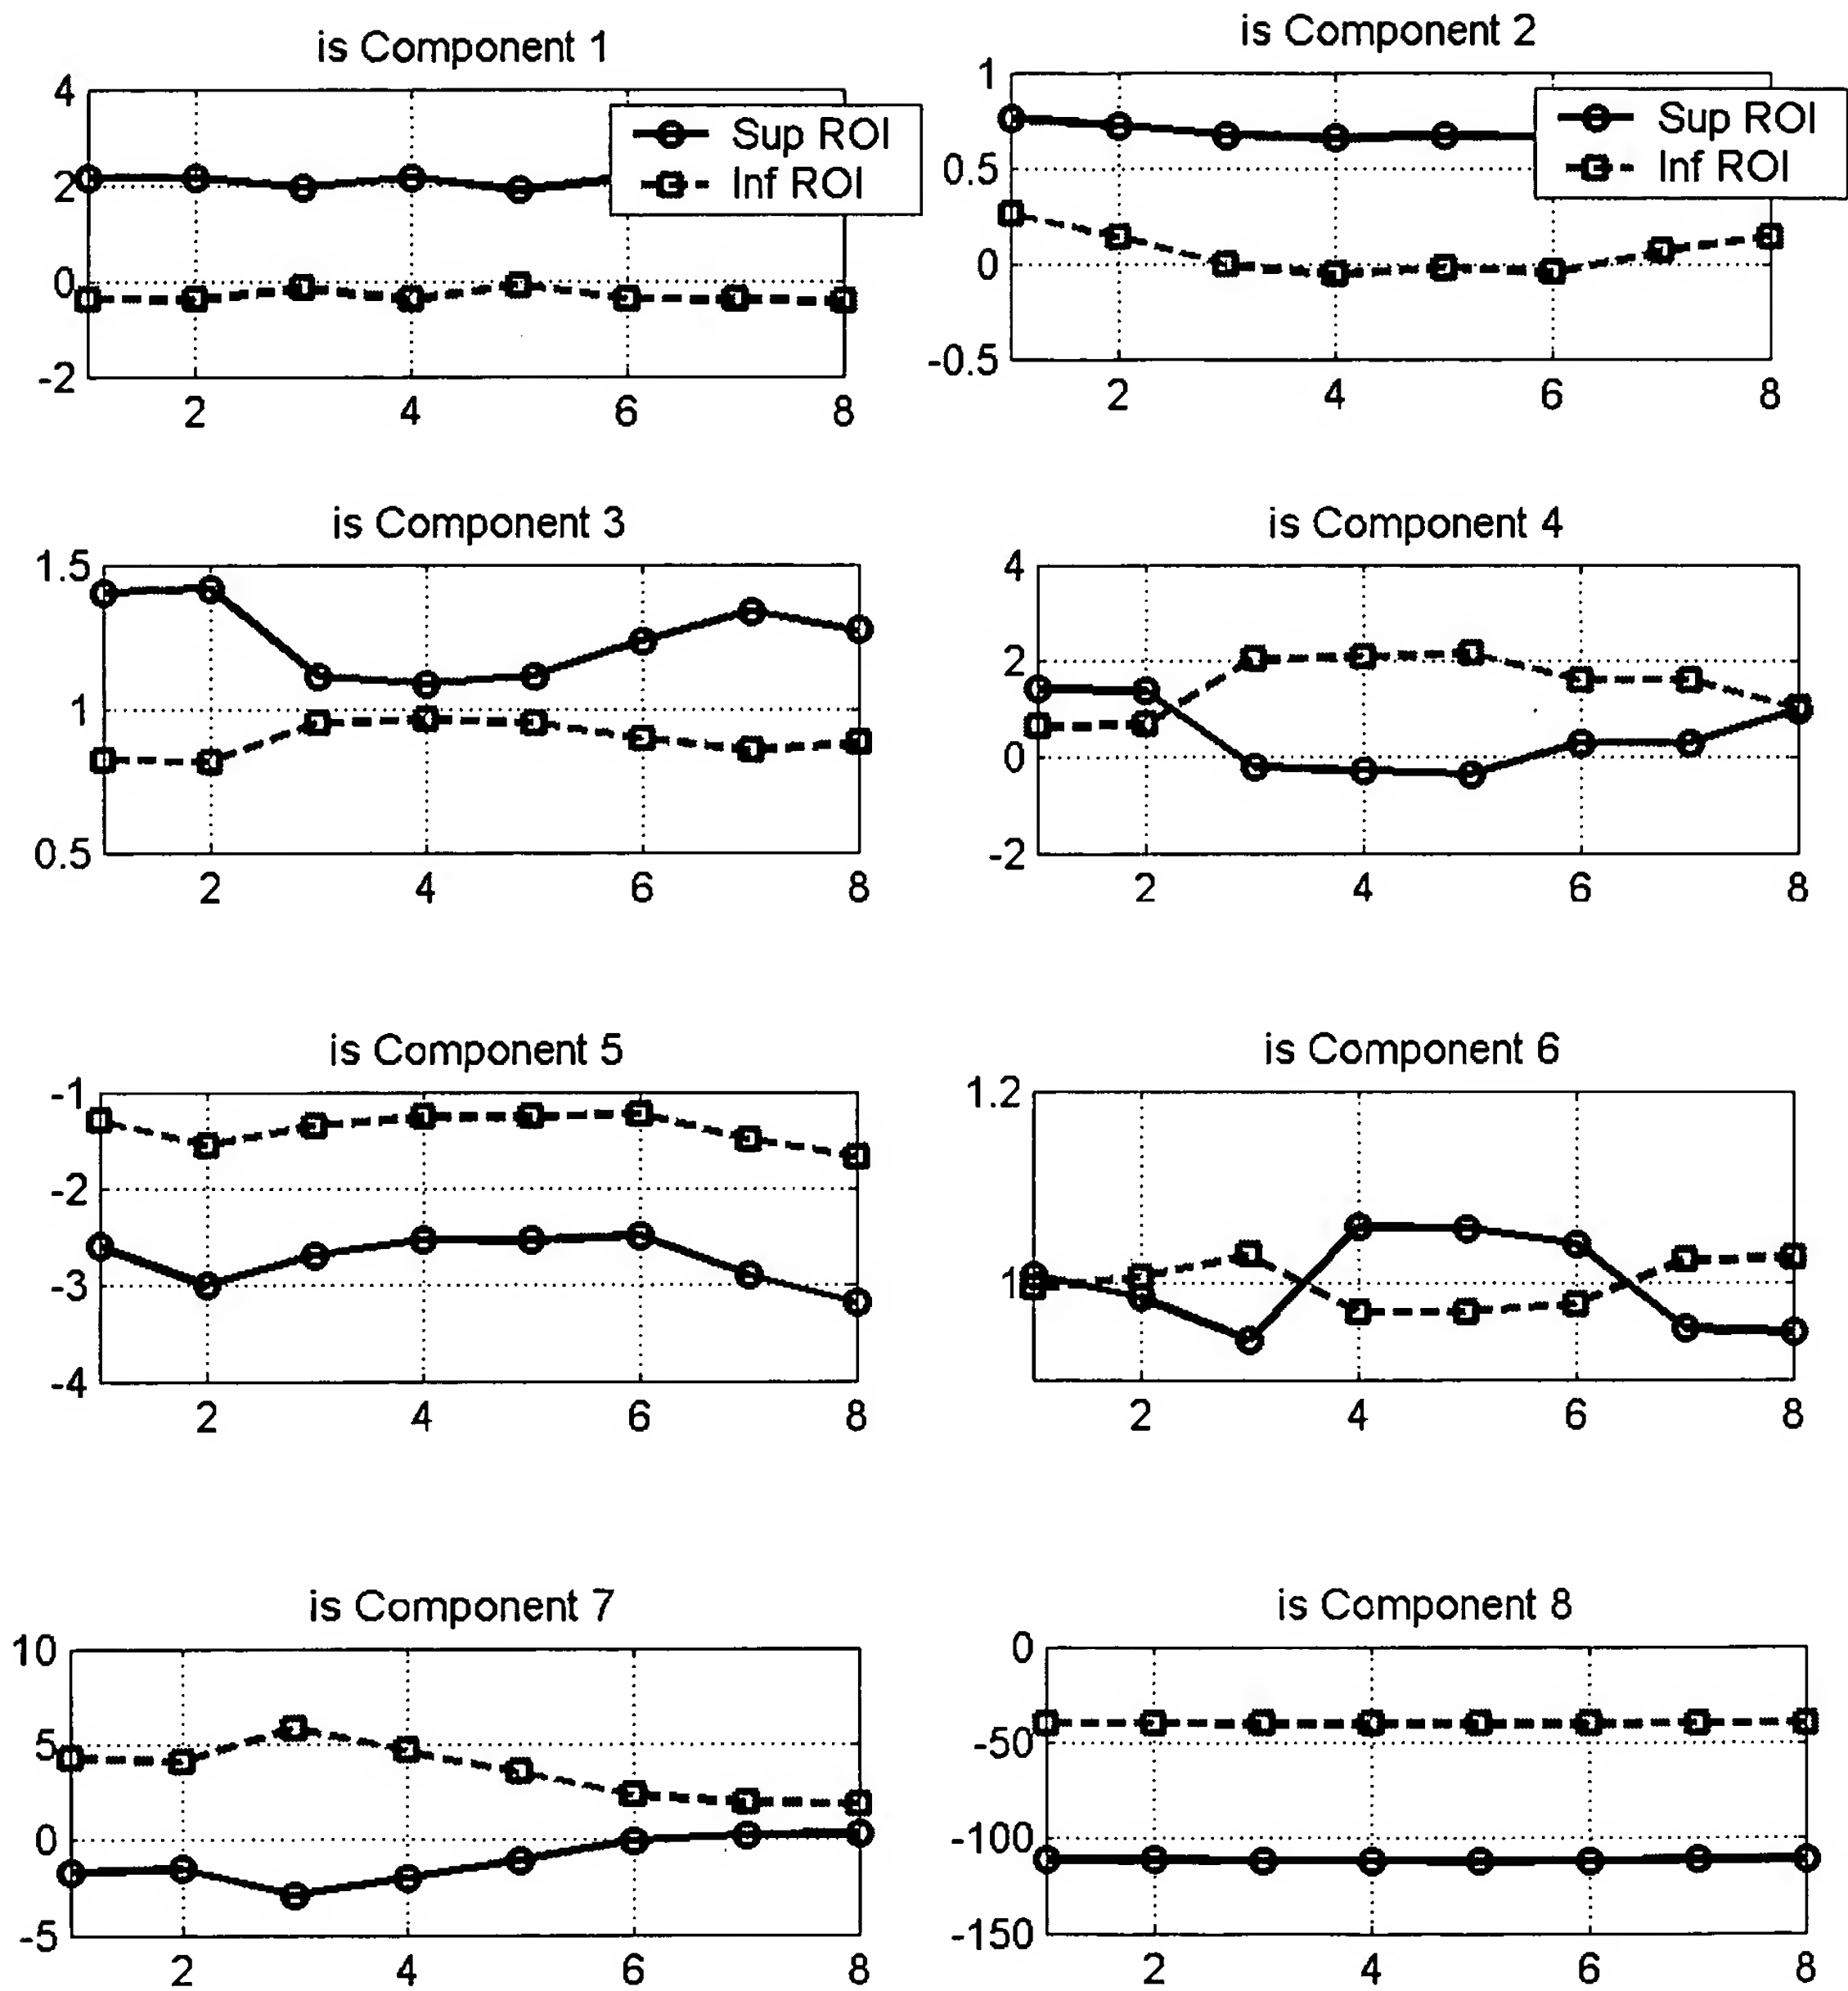 is Component 1
4
2
0
-2
2 4 6 8
Sup ROI
Inf ROI
is Component 2
1
0.5
0
-0.5
2 4 6 8
Sup ROI
Inf ROI
is Component 3
1.5
1
0.5
2 4 6 8
is Component 4
4
2
0
-2
2 4 6 8
is Component 5
-1
-2
-3
-4
2 4 6 8
is Component 6
1.2
1
2 4 6 8
is Component 7
10
5
0
-5
2 4 6 8
is Component 8
0
-50
-100
-150
2 4 6 8